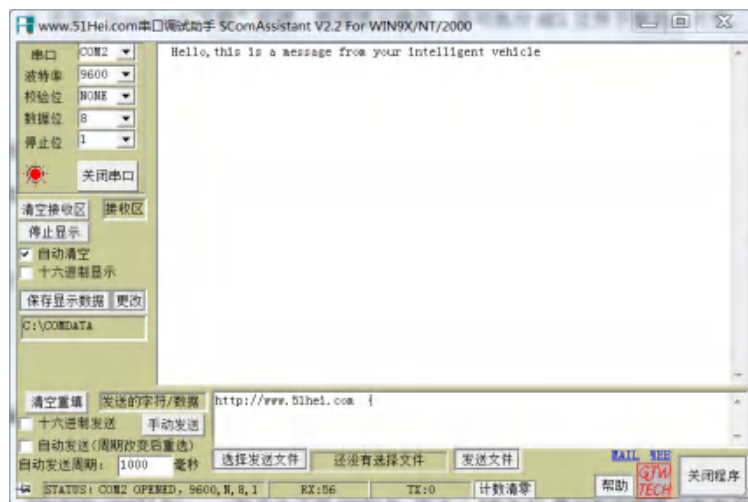 www.51Hei.com串口调试助手 SComAssistant V2.2 For WIN9X/NT/2000
串口 COM2
波特率 9600
校验位 NONE
数据位 8
停止位 1
关闭串口
清空接收区 接收区
停止显示
自动清空
十六进制显示
保存显示数据 更改
C:\COMDATA
Hello,this is a message from your intelligent vehicle
清空重填 发送的字符/数据 http://www.51hei.com
十六进制发送 手动发送
自动发送(周期改变后重选)
自动发送周期: 1000 毫秒 选择发送文件 还没有选择文件 发送文件 MAIL WEB
GJW TECH
帮助 关闭程序
STATUS: COM2 OPENED, 9600,N,8,1 RX:56 TX:0 计数清零